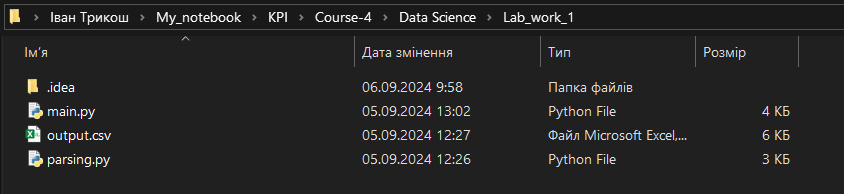 Іван Трикош > My_notebook > KPI > Course-4 > Data Science > Lab_work_1
Ім’я Дата змінення Тип Розмір
.idea 06.09.2024 9:58 Папка файлів
main.py 05.09.2024 13:02 Python File 4 КБ
output.csv 05.09.2024 12:27 Файл Microsoft Excel,... 6 КБ
parsing.py 05.09.2024 12:26 Python File 3 КБ